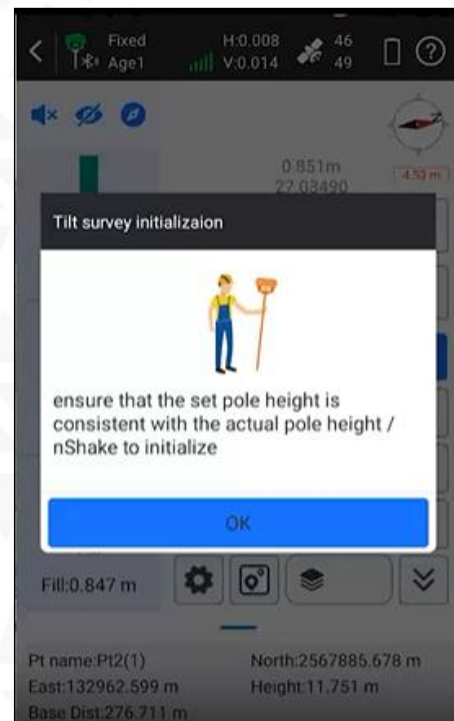 Fixed
Age1
H:0.008
V:0.014
46
49
0.851m
27.03490
4.50 m
Tilt survey initializaion
ensure that the set pole height is
consistent with the actual pole height /
nShake to initialize
OK
Fill:0.847 m
Pt name:Pt2(1)
North:2567885.678 m
East:132962.599 m
Height:11.751 m
Base Dist:276.711 m